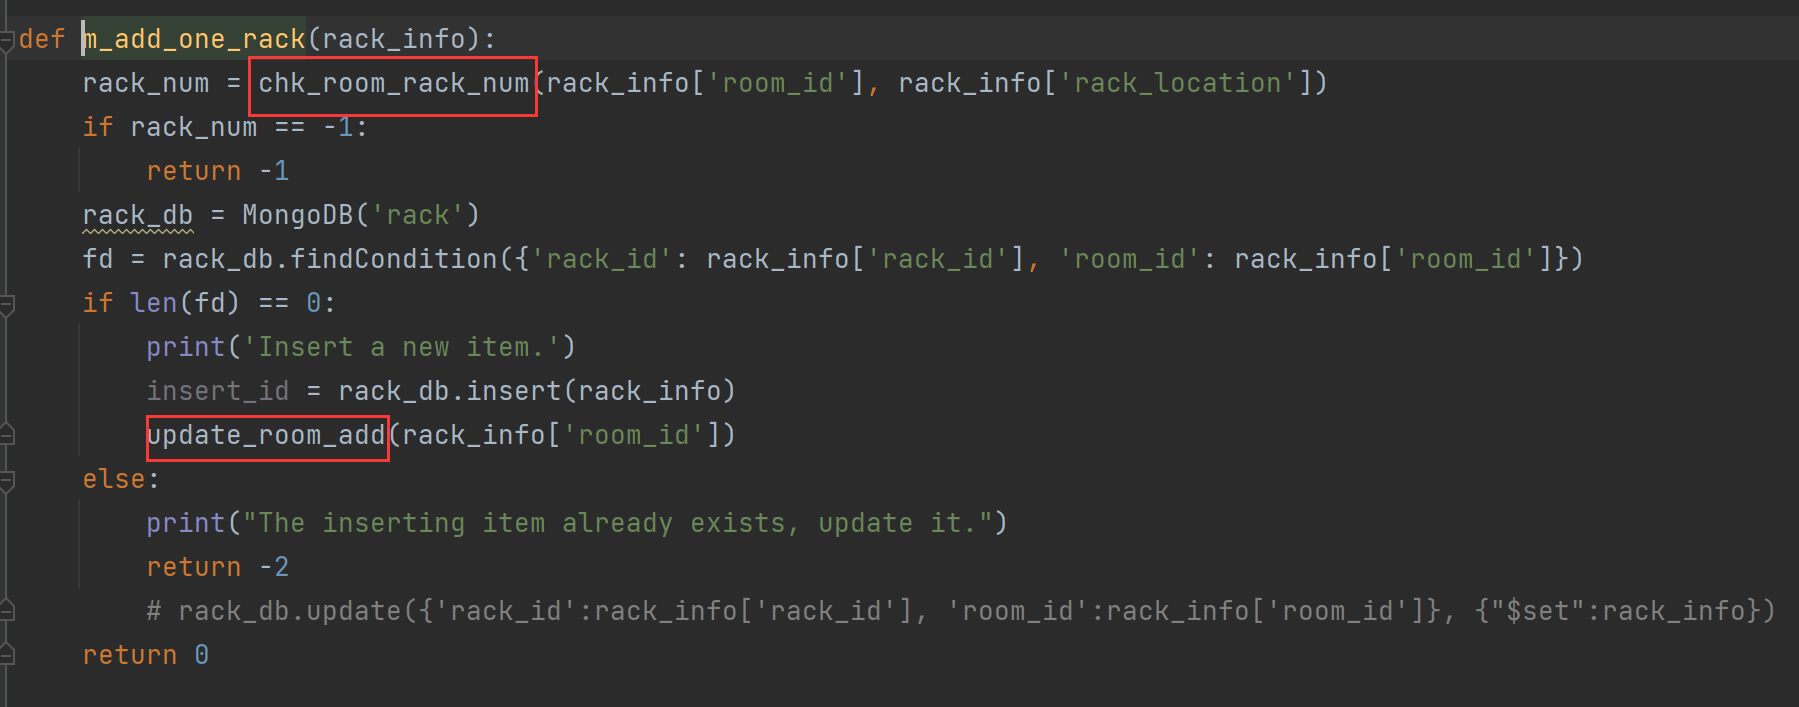 def m_add_one_rack(rack_info):
    rack_num = chk_room_rack_num(rack_info['room_id'], rack_info['rack_location'])
    if rack_num == -1:
        return -1
    rack_db = MongoDB('rack')
    fd = rack_db.findCondition({'rack_id': rack_info['rack_id'], 'room_id': rack_info['room_id']})
    if len(fd) == 0:
        print('Insert a new item.')
        insert_id = rack_db.insert(rack_info)
        update_room_add(rack_info['room_id'])
    else:
        print("The inserting item already exists, update it.")
        return -2
        # rack_db.update({'rack_id':rack_info['rack_id'], 'room_id':rack_info['room_id']}, {"$set":rack_info})
    return 0